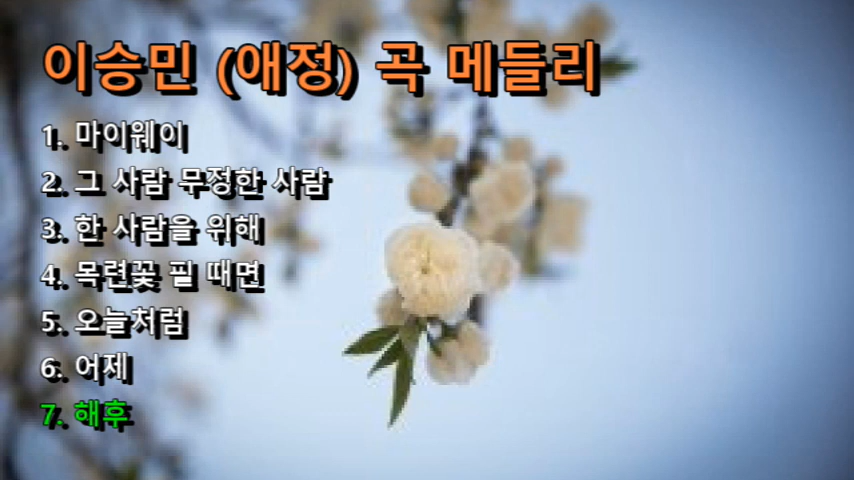 이승민 (애정) 곡 메들리
1. 마이웨이
2. 그 사람 무정한 사람
3. 한 사람을 위해
4. 목련꽃 필 때면
5. 오늘처럼
6. 어제
7. 해후